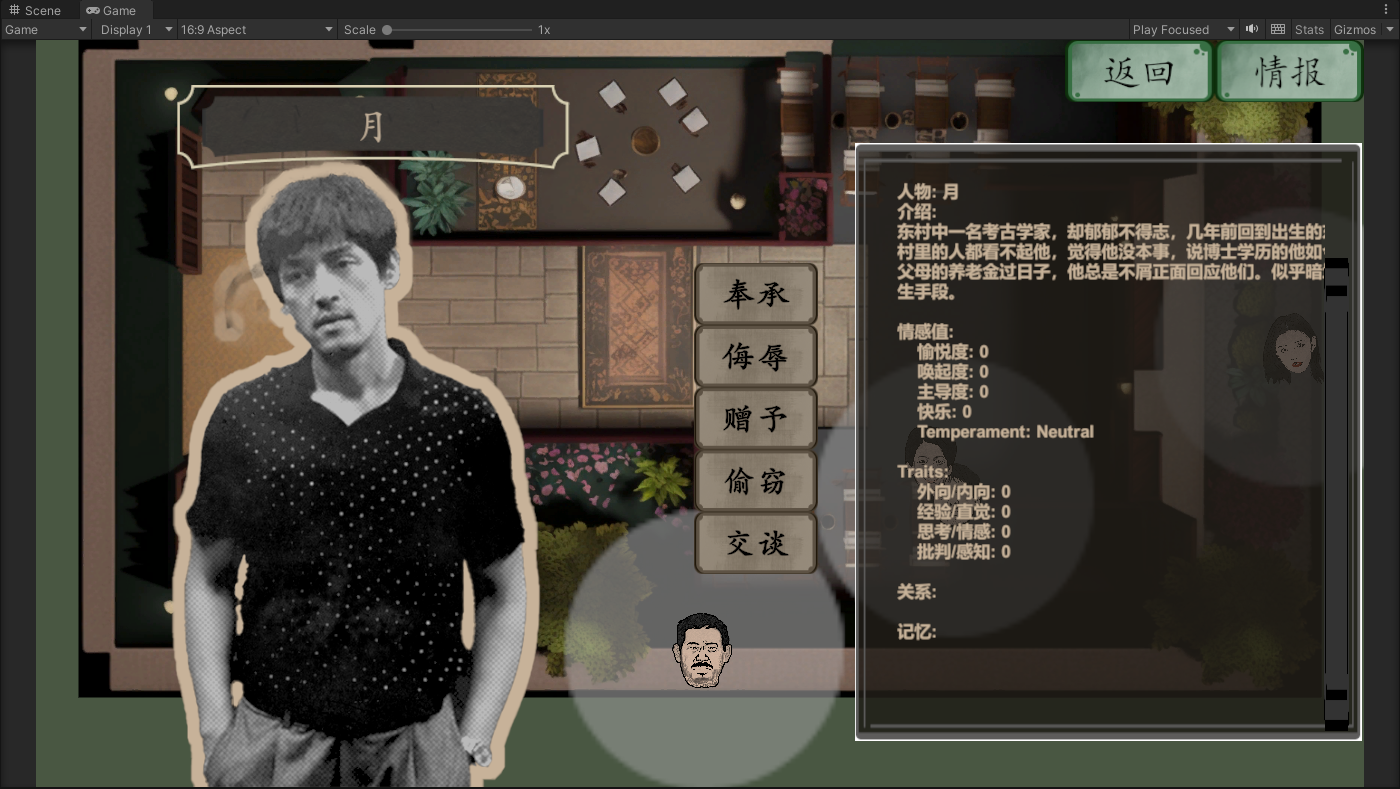 Scene
Game
Game
Display 1
16:9 Aspect
Scale
1x
Play Focused
Stats
Gizmos
返回
情报
月
奉承
侮辱
赠予
偷窃
交谈
人物: 月
介绍:
东村中一名考古学家，却郁郁不得志，几年前回到出生的
村里的人都看不起他，觉得他没本事，说博士学历的他如
父母的养老金过日子，他总是不屑正面回应他们。似乎暗
生手段。
情感值:
愉悦度: 0
唤起度: 0
主导度: 0
快乐: 0
Temperament: Neutral
Traits:
外向/内向: 0
经验/直觉: 0
思考/情感: 0
批判/感知: 0
关系:
记忆: